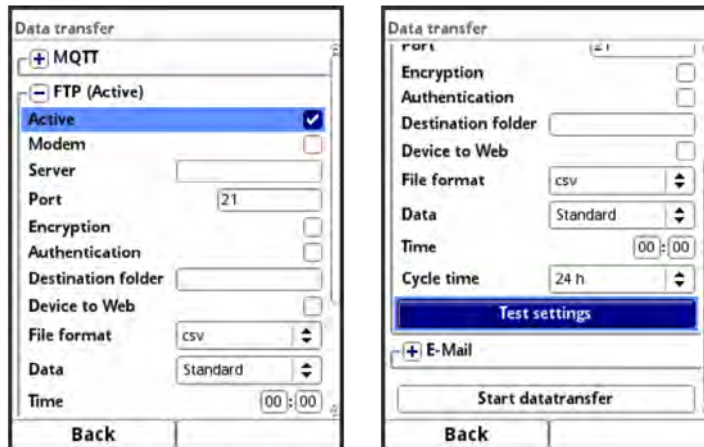 Data transfer
MQTT
FTP (Active)
Active
Modem
Server
Port 21
Encryption
Authentication
Destination folder
Device to Web
File format csv
Data Standard
Time 00:00
Back
Data transfer
Port 21
Encryption
Authentication
Destination folder
Device to Web
File format csv
Data Standard
Time 00:00
Cycle time 24 h
Test settings
E-Mail
Start datatransfer
Back